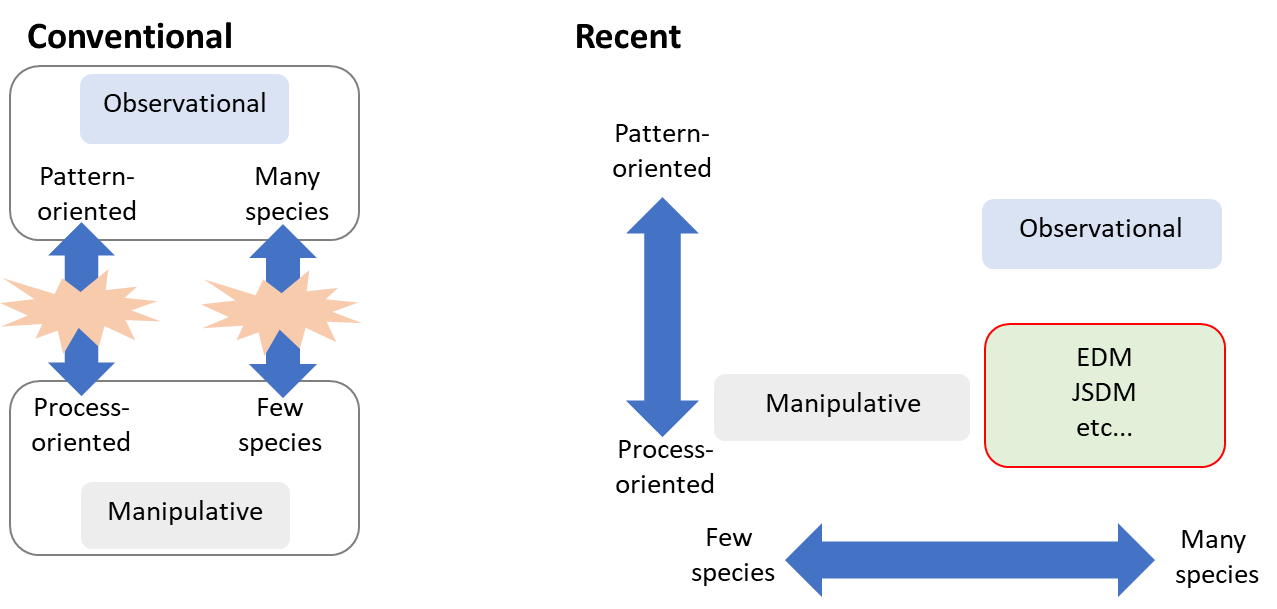 Conventional
Observational
Pattern-
oriented
Many
species
Process-
oriented
Few
species
Manipulative
Recent
Pattern-
oriented
Observational
EDM
JSDM
etc...
Manipulative
Process-
oriented
Few
species
Many
species